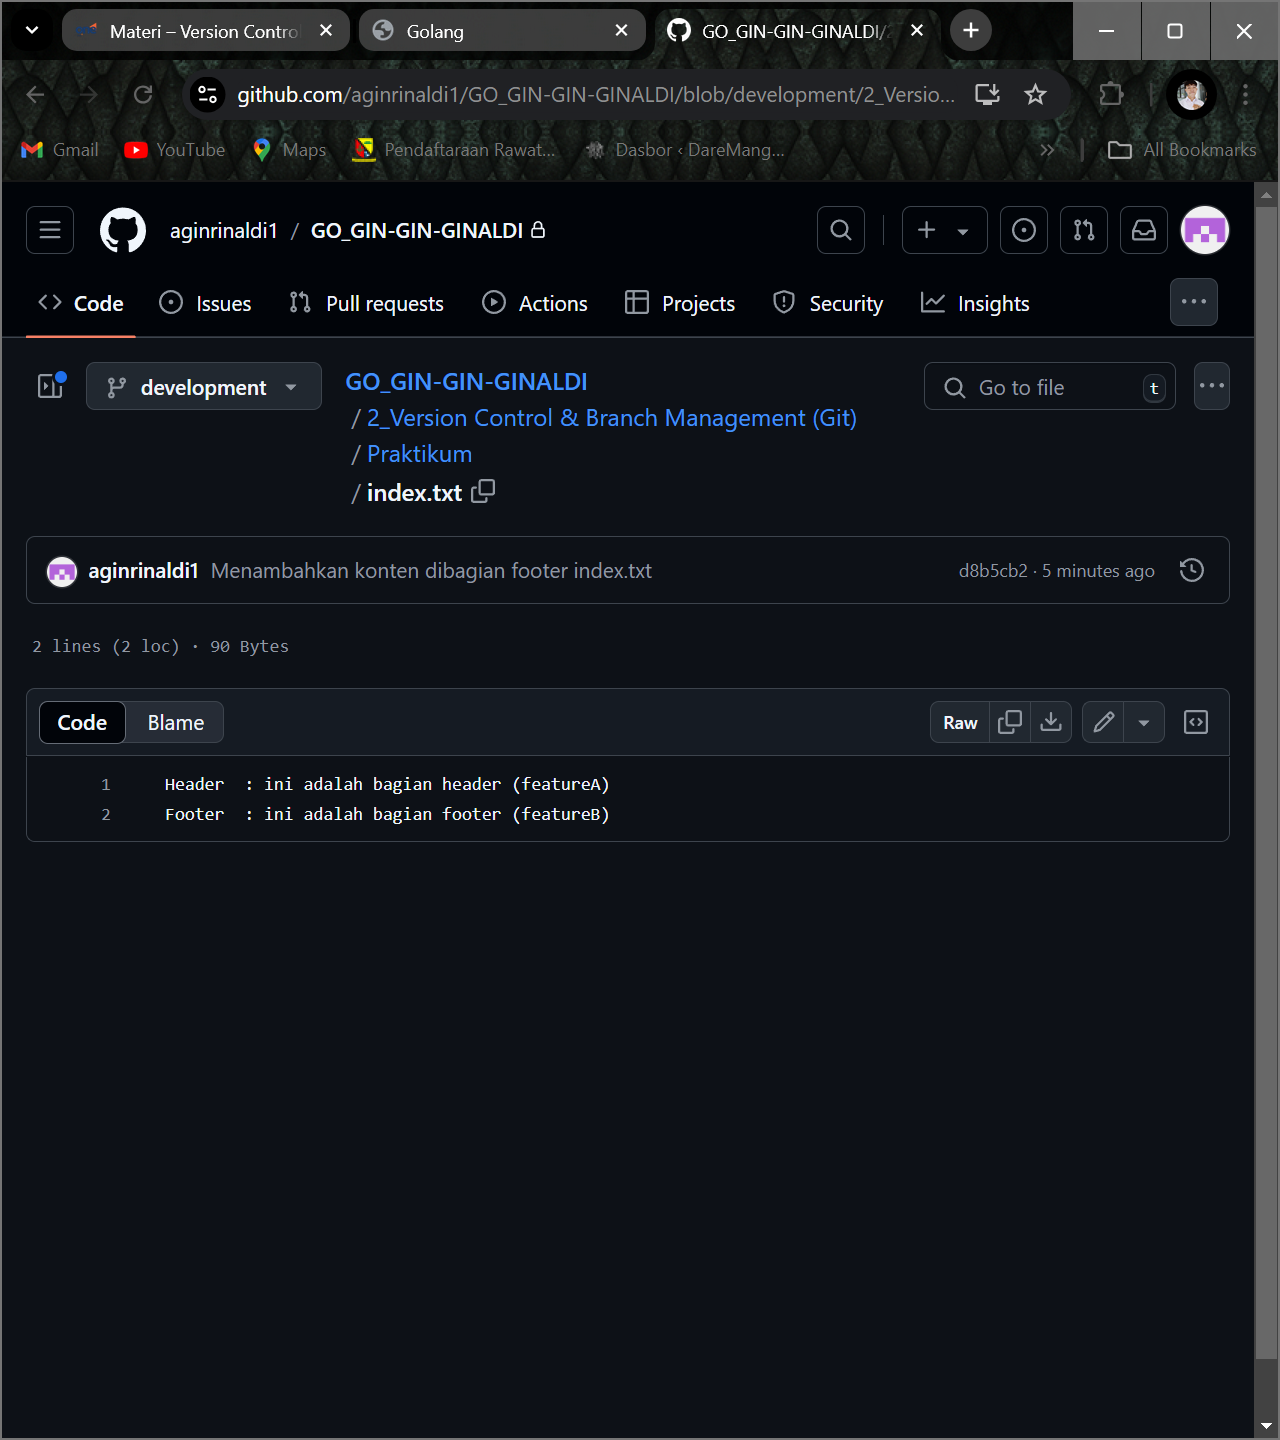 Materi – Version Control
Golang
GO_GIN-GIN-GINALDI/2
github.com/aginrinaldi1/GO_GIN-GIN-GINALDI/blob/development/2_Versio...
Gmail
YouTube
Maps
Pendaftaraan Rawat...
Dasbor ‹ DareMang...
All Bookmarks
aginrinaldi1 / GO_GIN-GIN-GINALDI
Code
Issues
Pull requests
Actions
Projects
Security
Insights
development
GO_GIN-GIN-GINALDI
/ 2_Version Control & Branch Management (Git)
/ Praktikum
/ index.txt
Go to file
t
aginrinaldi1 Menambahkan konten dibagian footer index.txt
d8b5cb2 · 5 minutes ago
2 lines (2 loc) · 90 Bytes
Code
Blame
Raw
1 Header : ini adalah bagian header (featureA)
2 Footer : ini adalah bagian footer (featureB)